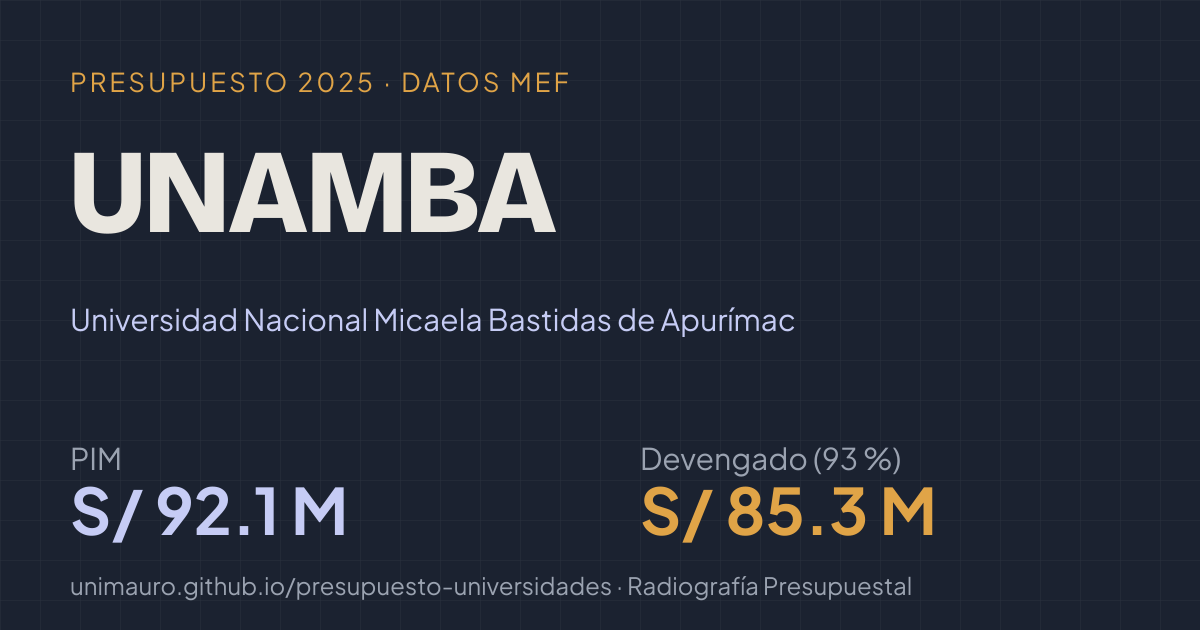 PRESUPUESTO 2025 · DATOS MEF
UNAMBA
Universidad Nacional Micaela Bastidas de Apurímac
PIM
S/ 92.1 M
Devengado (93 %)
S/ 85.3 M
unimauro.github.io/presupuesto-universidades · Radiografía Presupuestal